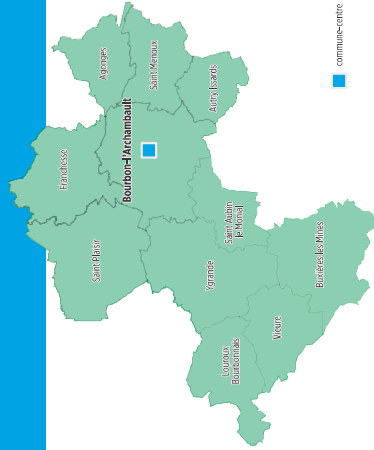 Franchesse
Saint Plaisir
Agonges
Bourbon-l'Archambault
Saint Menoux
Ygrande
Autry Issards
Louroux
Bourbonnais
Saint Aubin
le Monial
Vieure
Buxières les Mines
commune-centre